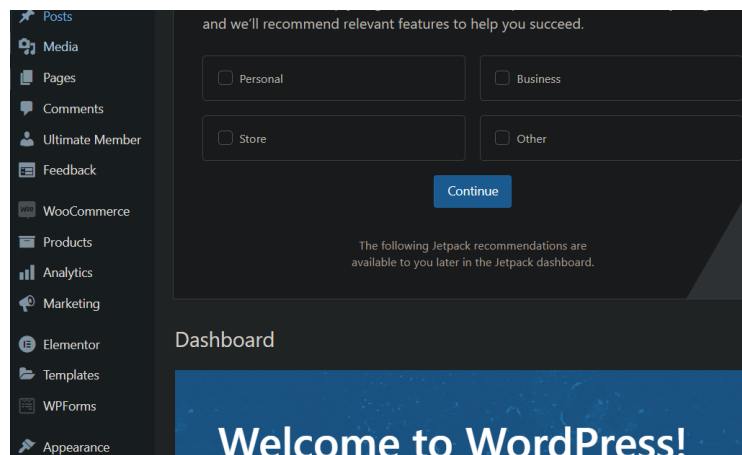 Posts
Media
Pages
Comments
Ultimate Member
Feedback
WooCommerce
Products
Analytics
Marketing
Elementor
Templates
WPForms
Appearance
and we’ll recommend relevant features to help you succeed.
Personal
Business
Store
Other
Continue
The following Jetpack recommendations are
available to you later in the Jetpack dashboard.
Dashboard
Welcome to WordPress!